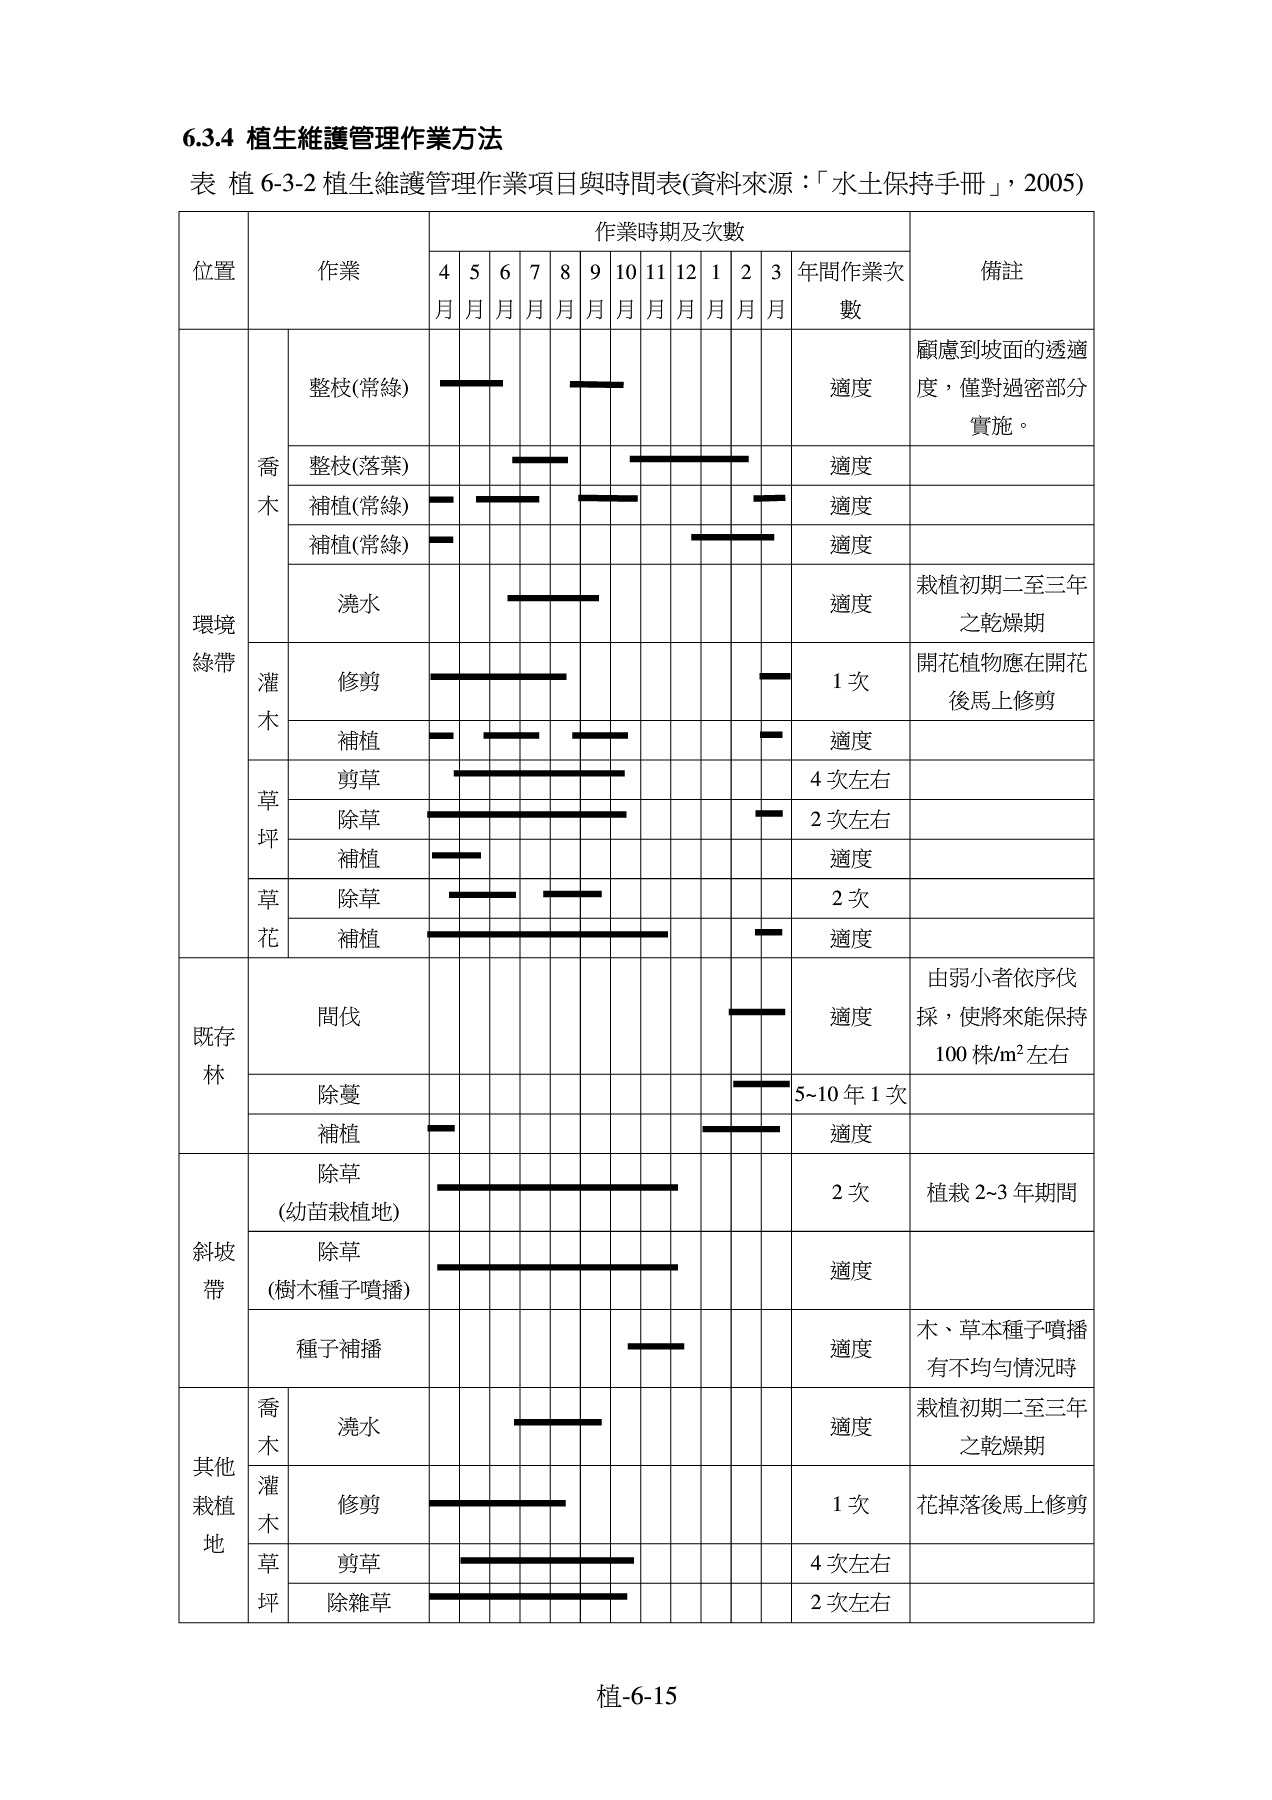 6.3.4 植生維護管理作業方法
表 植 6-3-2 植生維護管理作業項目與時間表(資料來源：「水土保持手冊」，2005)
位置
作業
作業時期及次數
4 5 6 7 8 9 10 11 12 1 2 3
月 月 月 月 月 月 月 月 月 月 月 月
年間作業次
數
備註
環境
綠帶
喬
木
整枝(常綠)
適度
顧慮到坡面的透適
度，僅對過密部分
實施。
整枝(落葉)
適度
補植(常綠)
適度
補植(常綠)
適度
澆水
適度
栽植初期二至三年
之乾燥期
灌
木
修剪
1 次
開花植物應在開花
後馬上修剪
補植
適度
草
坪
剪草
4 次左右
除草
2 次左右
補植
適度
草
花
除草
2 次
補植
適度
既存
林
間伐
適度
由弱小者依序伐
採，使將來能保持
100 株/m²左右
除蔓
5~10 年 1 次
補植
適度
斜坡
帶
除草
(幼苗栽植地)
2 次
植栽 2~3 年期間
除草
(樹木種子噴播)
適度
種子補播
適度
木、草本種子噴播
有不均勻情況時
其他
栽植
地
喬
木
澆水
適度
栽植初期二至三年
之乾燥期
灌
木
修剪
1 次
花掉落後馬上修剪
草
坪
剪草
4 次左右
除雜草
2 次左右
植-6-15